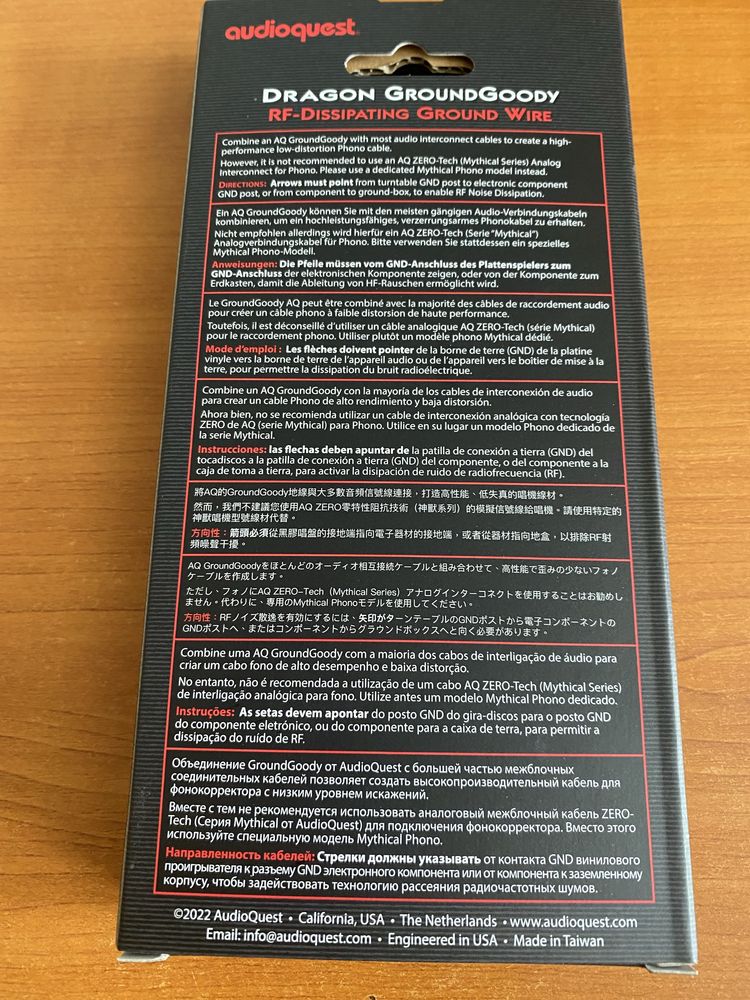 audioquest
DRAGON GROUNDGOODY
RF-DISSIPATING GROUND WIRE
Combine an AQ GroundGoody with most audio interconnect cables to create a high-
performance low-distortion Phono cable.
However, it is not recommended to use an AQ ZERO-Tech (Mythical Series) Analog
Interconnect for Phono. Please use a dedicated Mythical Phono model instead.
DIRECTIONS: Arrows must point from turntable GND post to electronic component
GND post, or from component to ground-box, to enable RF Noise Dissipation.
Ein AQ GroundGoody können Sie mit den meisten gängigen Audio-Verbindungskabeln
kombinieren, um ein hochleistungsfähiges, verzerrungsarmes Phonokabel zu erhalten.
Nicht empfohlen allerdings wird hierfür ein AQ ZERO-Tech (Serie "Mythical")
Analogverbindungskabel für Phono. Bitte verwenden Sie stattdessen ein spezielles
Mythical Phono-Modell.
Anweisungen: Die Pfeile müssen vom GND-Anschluss des Plattenspielers zum
GND-Anschluss der elektronischen Komponente zeigen, oder von der Komponente zum
Erdkasten, damit die Ableitung von HF-Rauschen ermöglicht wird.
Le GroundGoody AQ peut être combiné avec la majorité des câbles de raccordement audio
pour créer un câble phono à faible distorsion de haute performance.
Toutefois, il est déconseillé d'utiliser un câble analogique AQ ZERO-Tech (série Mythical)
pour le raccordement phono. Utiliser plutôt un modèle phono Mythical dédié.
Mode d'emploi : Les flèches doivent pointer de la borne de terre (GND) de la platine
vinyle vers la borne de terre de l'appareil audio ou de l'appareil vers le boitier de mise à la
terre, pour permettre la dissipation du bruit radioélectrique.
Combine un AQ GroundGoody con la mayoría de los cables de interconexión de audio
para crear un cable Phono de alto rendimiento y baja distorsión.
Ahora bien, no se recomienda utilizar un cable de interconexión analógica con tecnología
ZERO de AQ (serie Mythical) para Phono. Utilice en su lugar un modelo Phono dedicado de
la serie Mythical.
Instrucciones: las flechas deben apuntar de la patilla de conexión a tierra (GND) del
tocadiscos a la patilla de conexión a tierra (GND) del componente, o del componente a la
caja de toma a tierra, para activar la disipación de ruido de radiofrecuencia (RF).
將AQ的GroundGoody地線與大多數音頻信號線連接，打造高性能、低失真的唱機線材。
然而，我們不建議您使用AQ ZERO零特性阻抗技術（神獸系列）的模擬信號線給唱機。請使用特定的
神獸唱機型號線材代替。
方向性：箭頭必須從黑膠唱盤的接地端指向電子器材的接地端，或者從器材指向地盒，以排除RF射
頻噪聲干擾。
AQ GroundGoodyをほとんどのオーディオ相互接続ケーブルと組み合わせて、高性能で歪みの少ないフォノ
ケーブルを作成します。
ただし、フォノにAQ ZERO-Tech（Mythical Series）アナログインターコネクトを使用することはお勧めし
ません。代わりに、専用のMythical Phonoモデルを使用してください。
方向性：RFノイズ散逸を有効にするには、矢印がターンテーブルのGNDポストから電子コンポーネントの
GNDポストへ、またはコンポーネントからグラウンドボックスへと向く必要があります。
Combine uma AQ GroundGoody com a maioria dos cabos de interligação de áudio para
criar um cabo fono de alto desempenho e baixa distorção.
No entanto, não é recomendada a utilização de um cabo AQ ZERO-Tech (Mythical Series)
de interligação analógica para fono. Utilize antes um modelo Mythical Phono dedicado.
Instruções: As setas devem apontar do posto GND do gira-discos para o posto GND
do componente eletrónico, ou do componente para a caixa de terra, para permitir a
dissipação do ruído de RF.
Объединение GroundGoody от AudioQuest с большей частью межблочных
соединительных кабелей позволяет создать высокопроизводительный кабель для
фонокорректора с низким уровнем искажений.
Вместе с тем не рекомендуется использовать аналоговый межблочный кабель ZERO-
Tech (Серия Mythical от AudioQuest) для подключения фонокорректора. Вместо этого
используйте специальную модель Mythical Phono.
Направленность кабелей: Стрелки должны указывать от контакта GND винилового
проигрывателя к разъему GND электронного компонента или от компонента к заземленному
корпусу, чтобы задействовать технологию рассеяния радиочастотных шумов.
©2022 AudioQuest • California, USA • The Netherlands • www.audioquest.com
Email: info@audioquest.com • Engineered in USA • Made in Taiwan